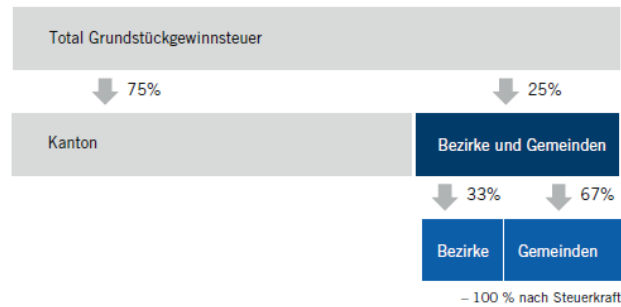 Total Grundstückgewinnsteuer
75%
25%
Kanton
Bezirke und Gemeinden
33%
67%
Bezirke
Gemeinden
– 100 % nach Steuerkraft